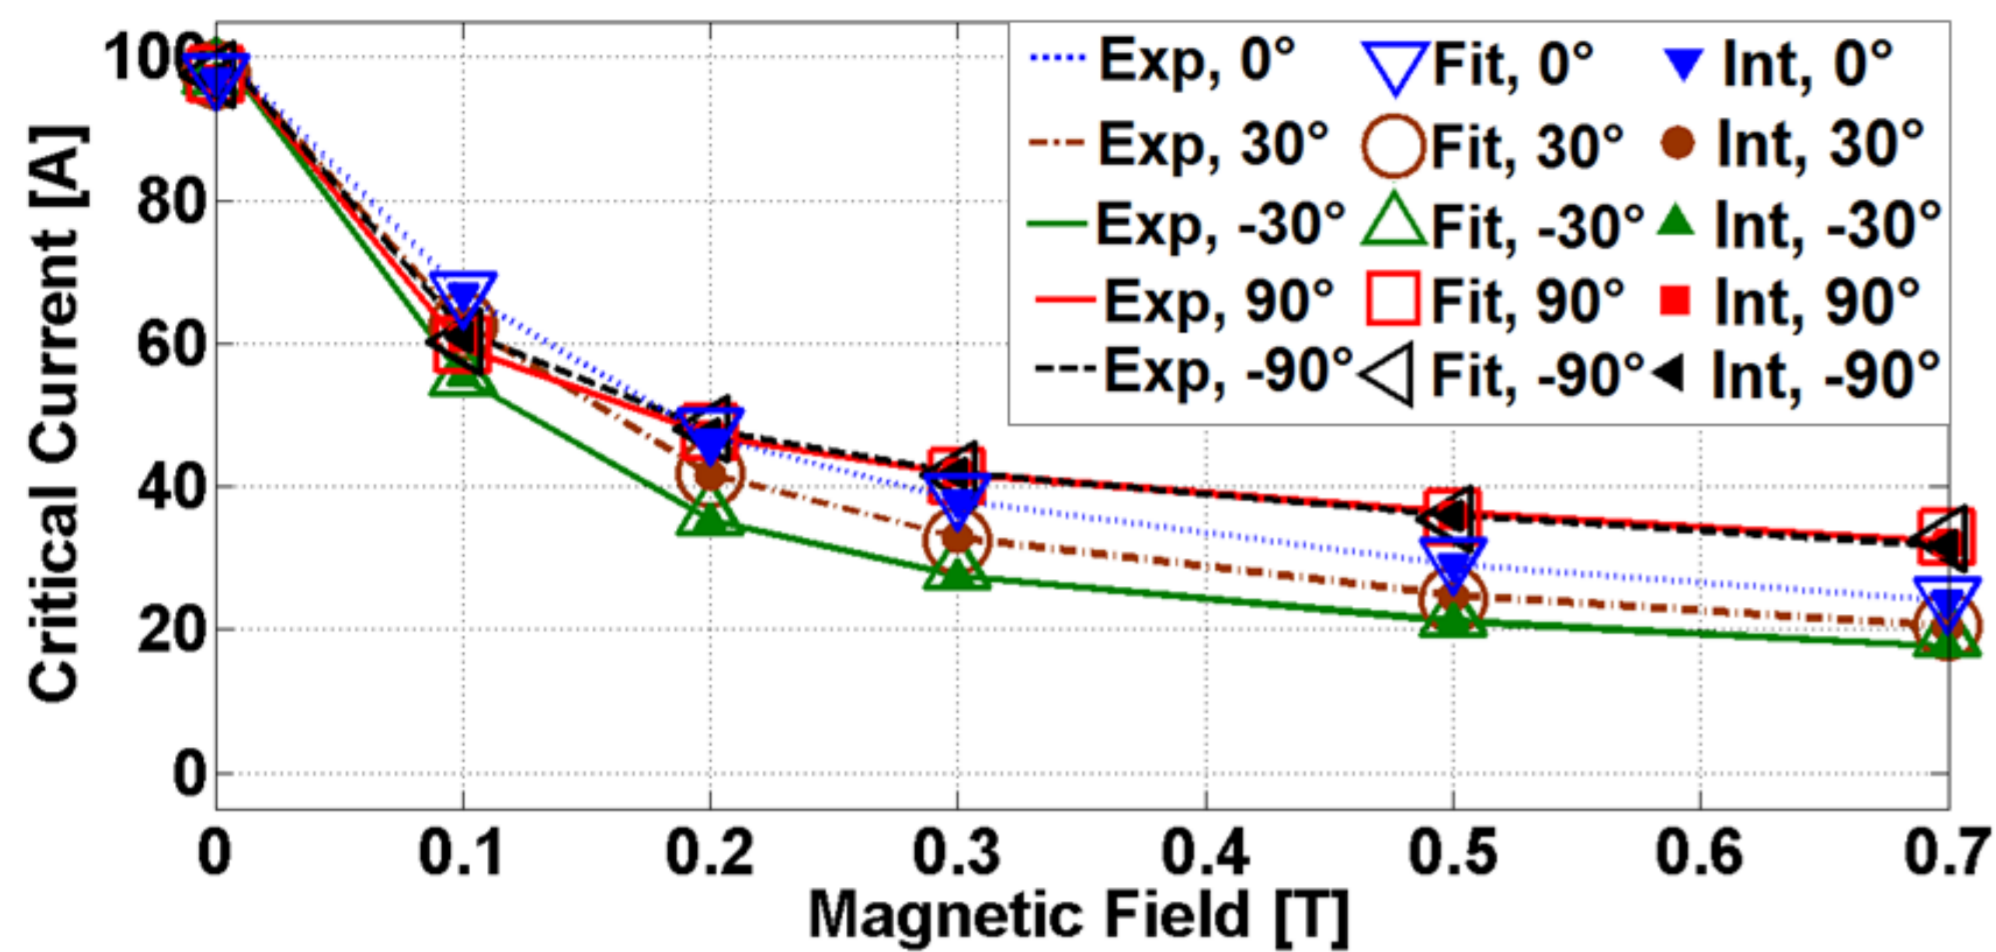 Critical Current [A]
100
80
60
40
20
0
Exp, 0° Fit, 0° Int, 0°
Exp, 30° Fit, 30° Int, 30°
Exp, -30° Fit, -30° Int, -30°
Exp, 90° Fit, 90° Int, 90°
Exp, -90° Fit, -90° Int, -90°
0 0.1 0.2 0.3 0.4 0.5 0.6 0.7
Magnetic Field [T]